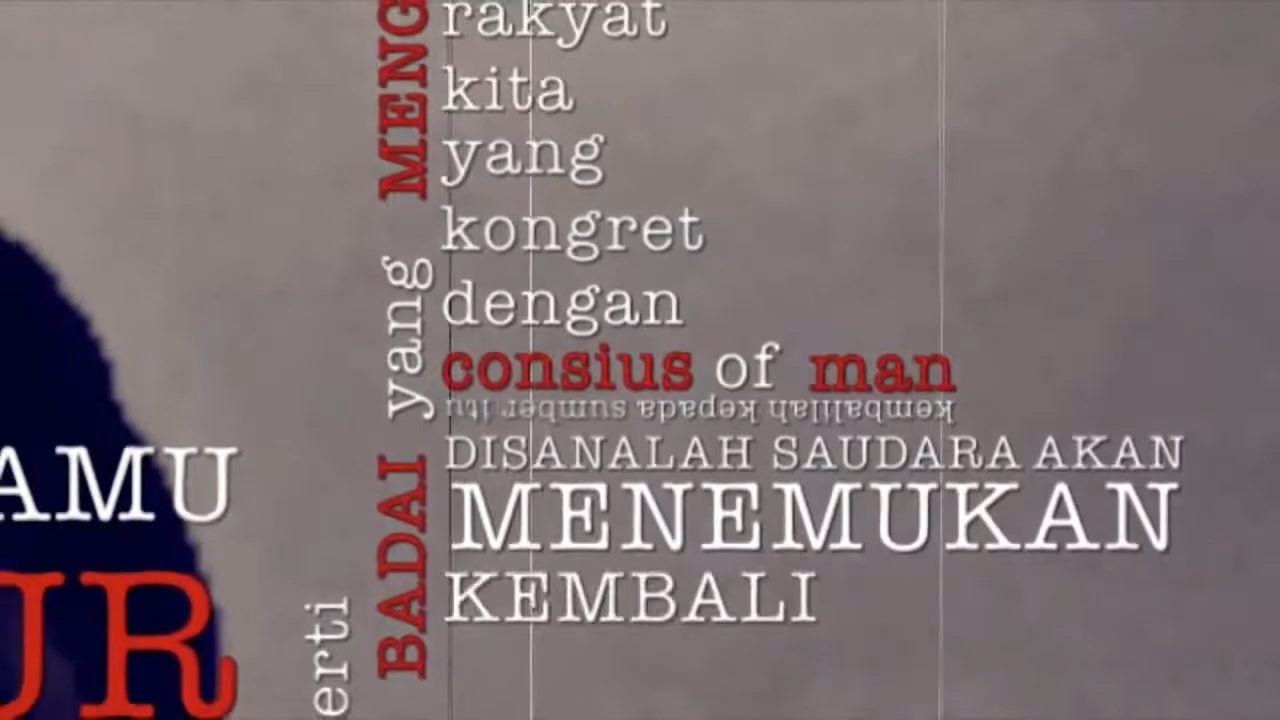 MENG
yang
BADAI
erti
AMU
UR
rakyat
kita
yang
kongret
dengan
consius of man
kembalilah kepada sumber itu
DISANALAH SAUDARA AKAN
MENEMUKAN
KEMBALI